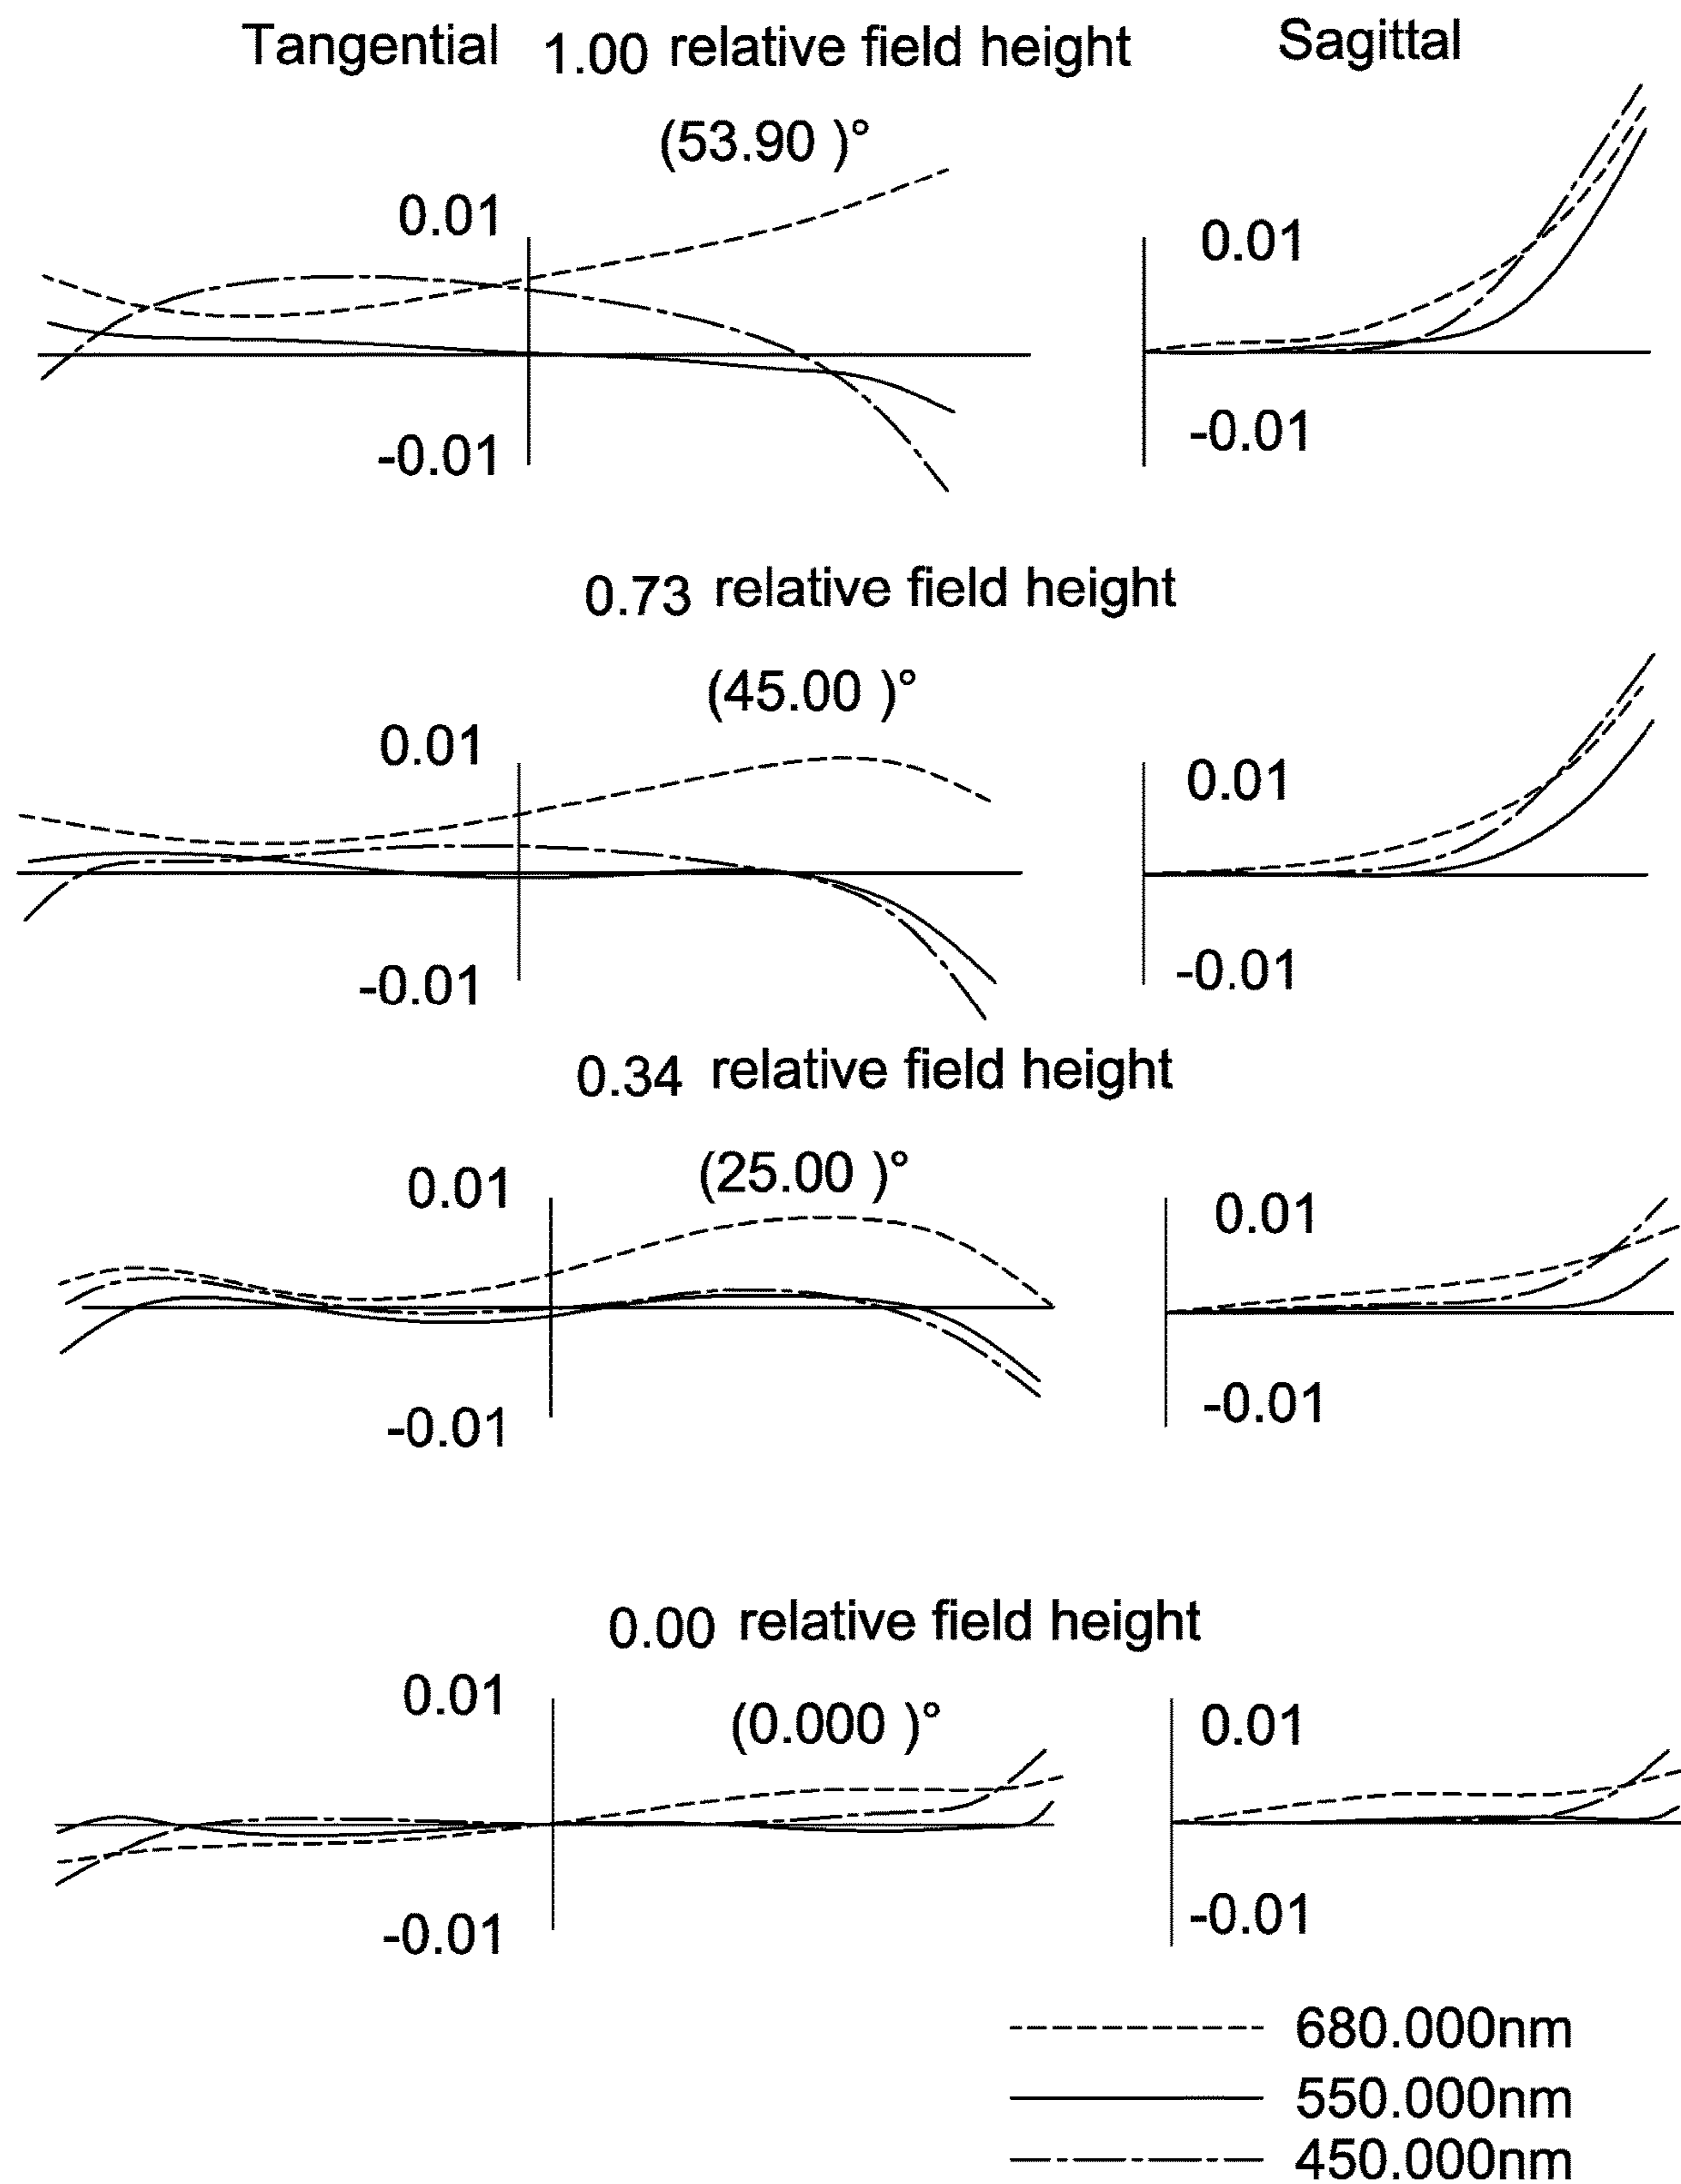 Tangential 1.00 relative field height Sagittal
(53.90 )°
0.01 0.01
-0.01 -0.01
0.73 relative field height
(45.00 )°
0.01 0.01
-0.01 -0.01
0.34 relative field height
(25.00 )°
0.01 0.01
-0.01 -0.01
0.00 relative field height
0.01 (0.000 )° 0.01
-0.01 -0.01
680.000nm
550.000nm
450.000nm